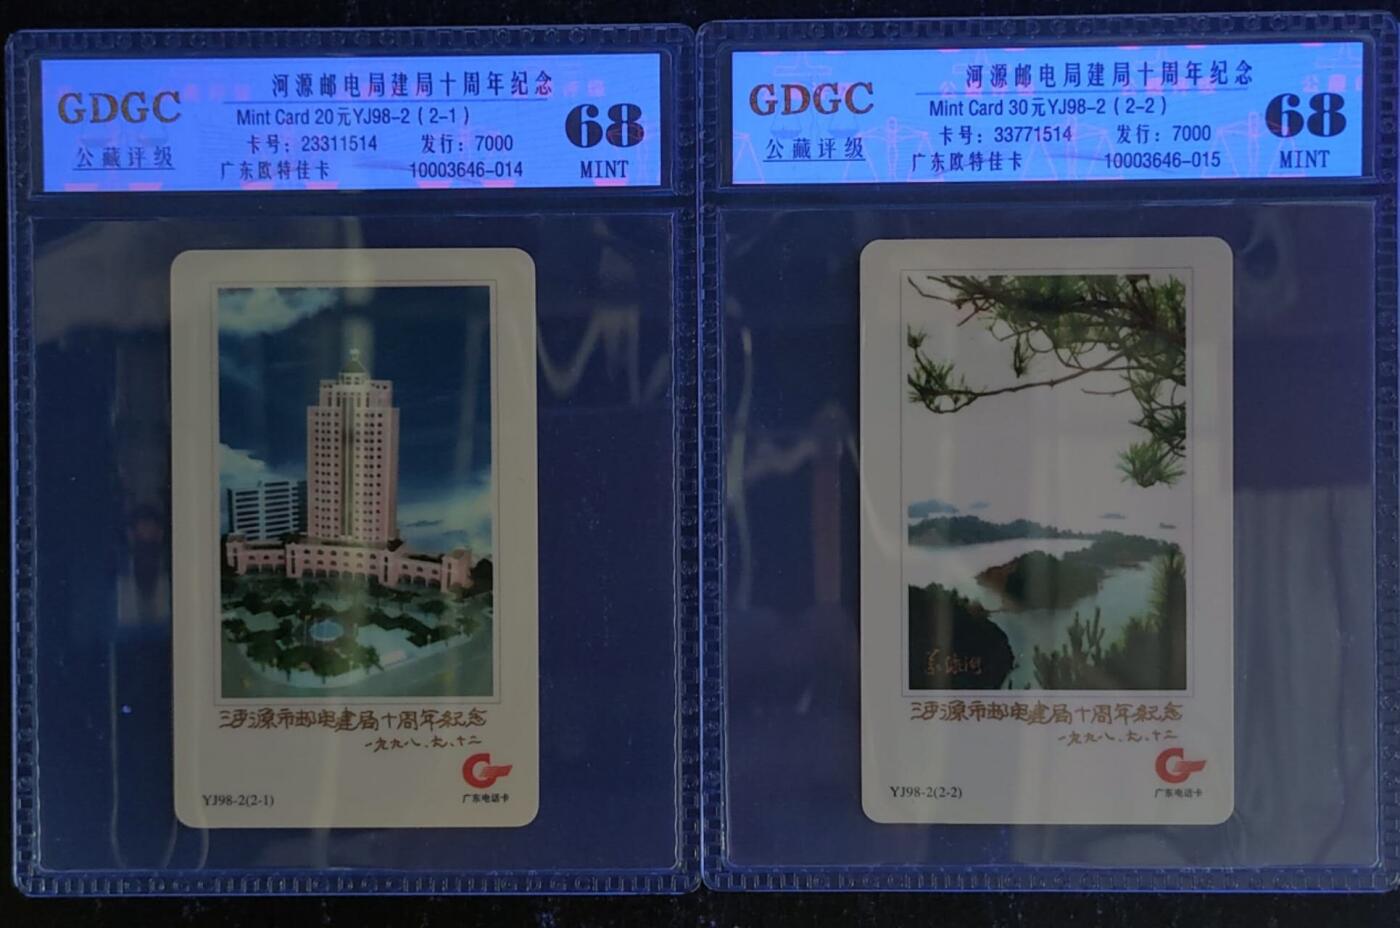 GDGC
公藏评级
河源邮电局建局十周年纪念
Mint Card 20元YJ98-2(2-1)
卡号：23311514 发行：7000
广东欧特佳卡 10003646-014
68
MINT
河源市邮电建局十周年纪念
一九九八、九、十二
广东电话卡
YJ98-2(2-1)
GDGC
公藏评级
河源邮电局建局十周年纪念
Mint Card 30元YJ98-2(2-2)
卡号：33771514 发行：7000
广东欧特佳卡 10003646-015
68
MINT
万绿湖
河源市邮电建局十周年纪念
一九九八、九、十二
广东电话卡
YJ98-2(2-2)